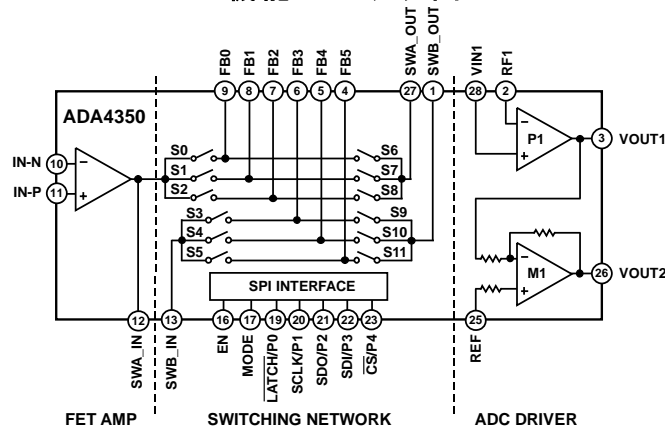 FB0 FB1 FB2 FB3 FB4 FB5 SWA_OUT SWB_OUT VIN1 RF1
9 8 7 6 5 4 27 1 28 2
ADA4350
IN-N 10 −
IN-P 11 +
S0 S6
S1 S7
S2 S8
S3 S9
S4 S10
S5 S11
− P1 3 VOUT1
+
− M1 26 VOUT2
+
SPI INTERFACE
12 13 16 17 19 20 21 22 23 25
SWA_IN SWB_IN EN MODE LATCH/P0 SCLK/P1 SDO/P2 SDI/P3 CS/P4 REF
FET AMP SWITCHING NETWORK ADC DRIVER